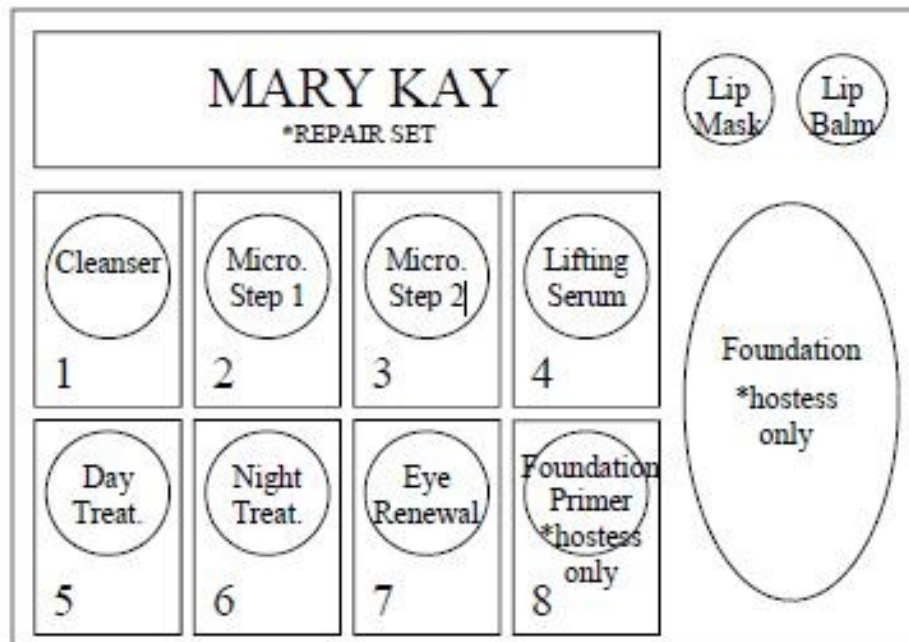 MARY KAY
*REPAIR SET
Lip
Mask
Lip
Balm
Cleanser
1
Micro.
Step 1
2
Micro.
Step 2
3
Lifting
Serum
4
Foundation
*hostess
only
Day
Treat.
5
Night
Treat.
6
Eye
Renewal
7
Foundation
Primer
*hostess
only
8